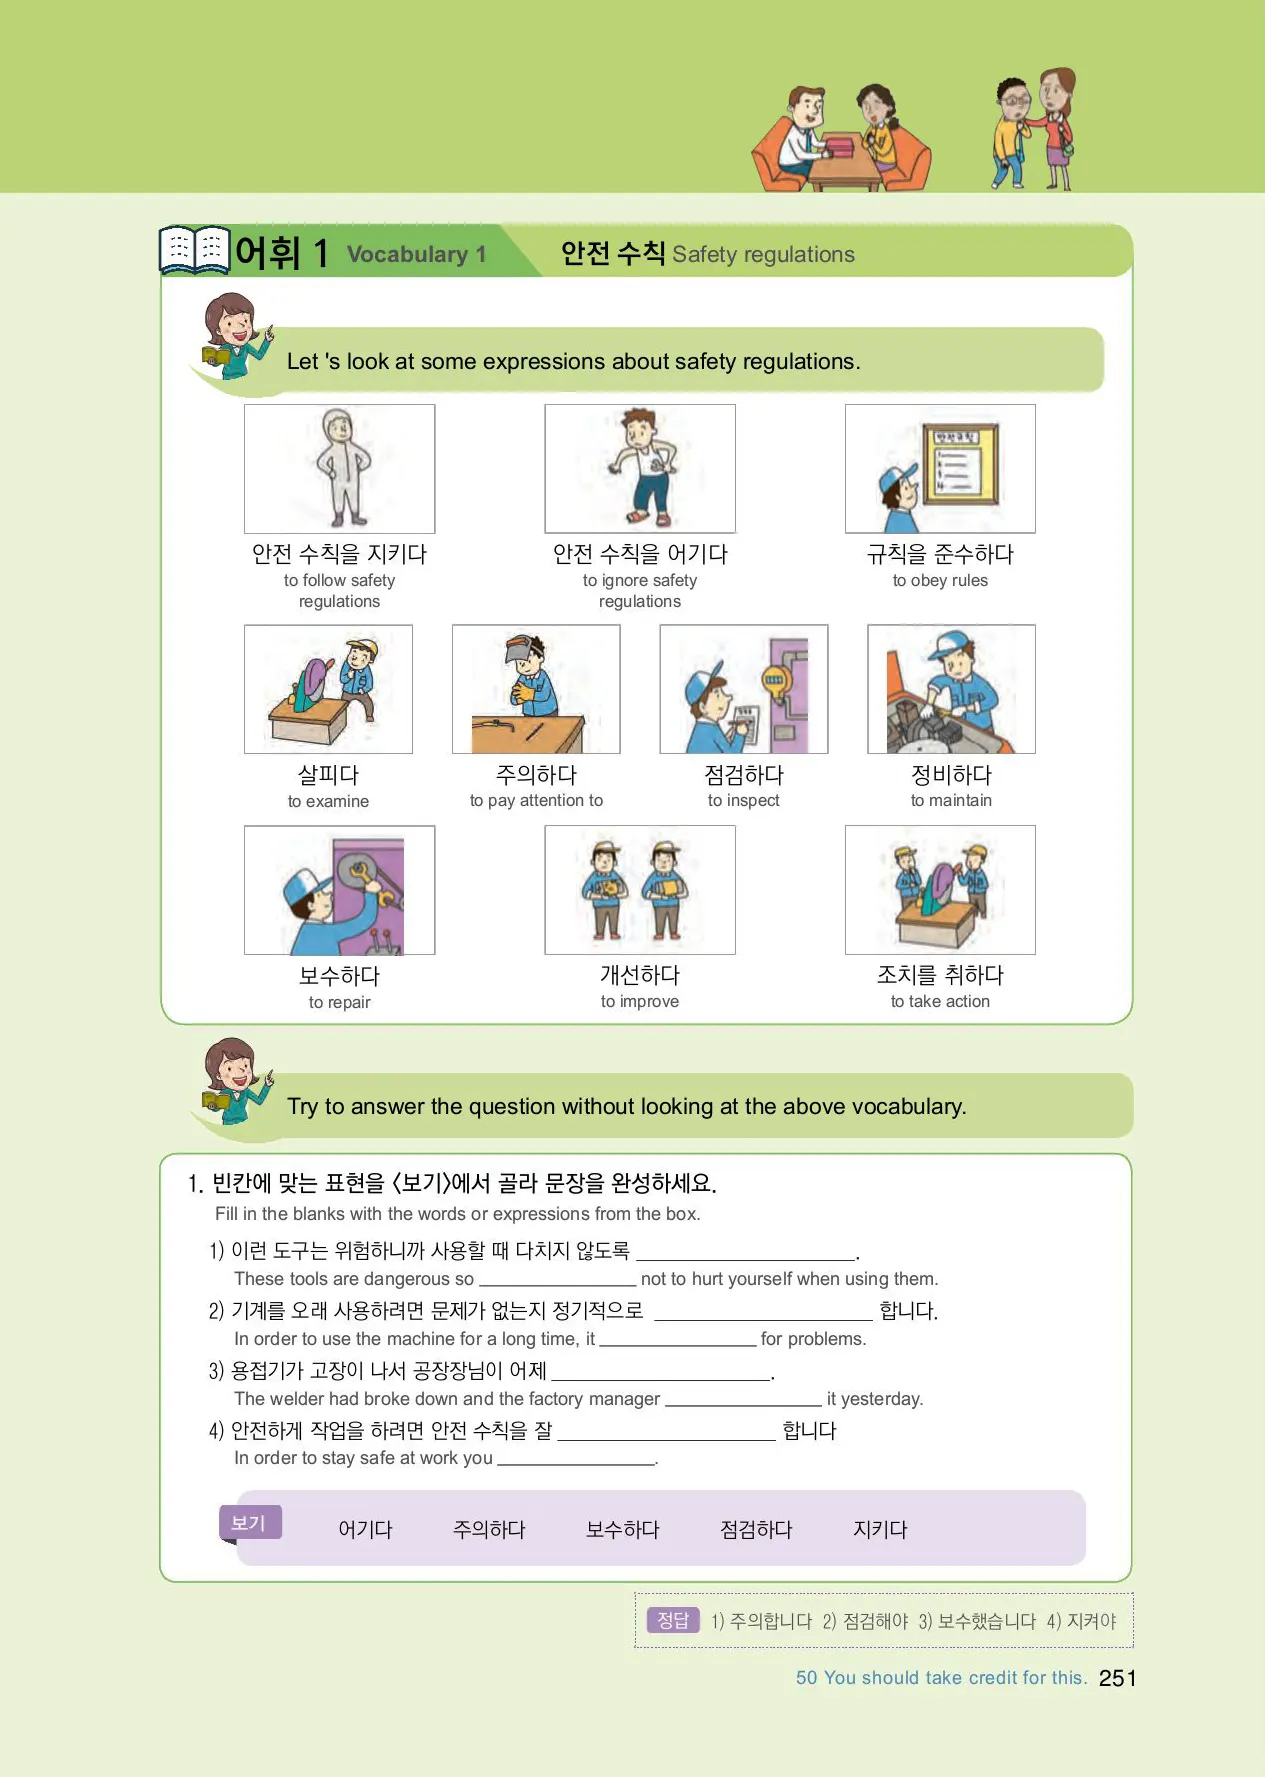 어휘 1 Vocabulary 1 안전 수칙 Safety regulations
Let 's look at some expressions about safety regulations.
안전규칙
1.
2.
3.
4.
안전 수칙을 지키다 안전 수칙을 어기다 규칙을 준수하다
to follow safety to ignore safety to obey rules
regulations regulations
살피다 주의하다 점검하다 정비하다
to examine to pay attention to to inspect to maintain
보수하다 개선하다 조치를 취하다
to repair to improve to take action
Try to answer the question without looking at the above vocabulary.
1. 빈칸에 맞는 표현을 <보기>에서 골라 문장을 완성하세요.
Fill in the blanks with the words or expressions from the box.
1) 이런 도구는 위험하니까 사용할 때 다치지 않도록 ____________________.
These tools are dangerous so ________________ not to hurt yourself when using them.
2) 기계를 오래 사용하려면 문제가 없는지 정기적으로 ____________________ 합니다.
In order to use the machine for a long time, it ________________ for problems.
3) 용접기가 고장이 나서 공장장님이 어제 ____________________.
The welder had broke down and the factory manager ________________ it yesterday.
4) 안전하게 작업을 하려면 안전 수칙을 잘 ____________________ 합니다
In order to stay safe at work you ________________.
보기 어기다 주의하다 보수하다 점검하다 지키다
정답 1) 주의합니다 2) 점검해야 3) 보수했습니다 4) 지켜야
50 You should take credit for this. 251